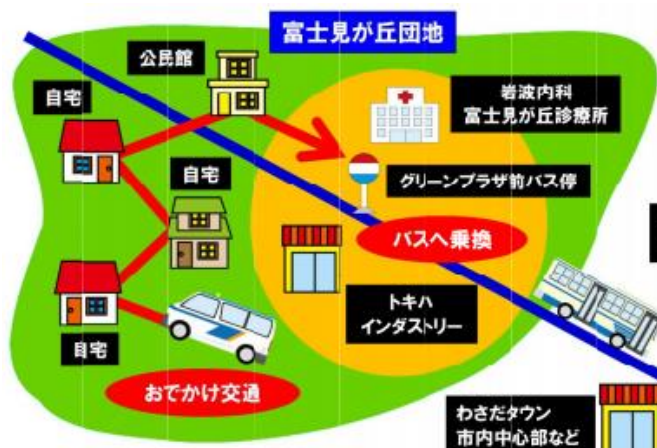 富士見が丘団地
公民館
自宅
岩波内科
富士見が丘診療所
自宅
グリーンプラザ前バス停
バスへ乗換
トキハ
インダストリー
自宅
おでかけ交通
わさだタウン
市内中心部など